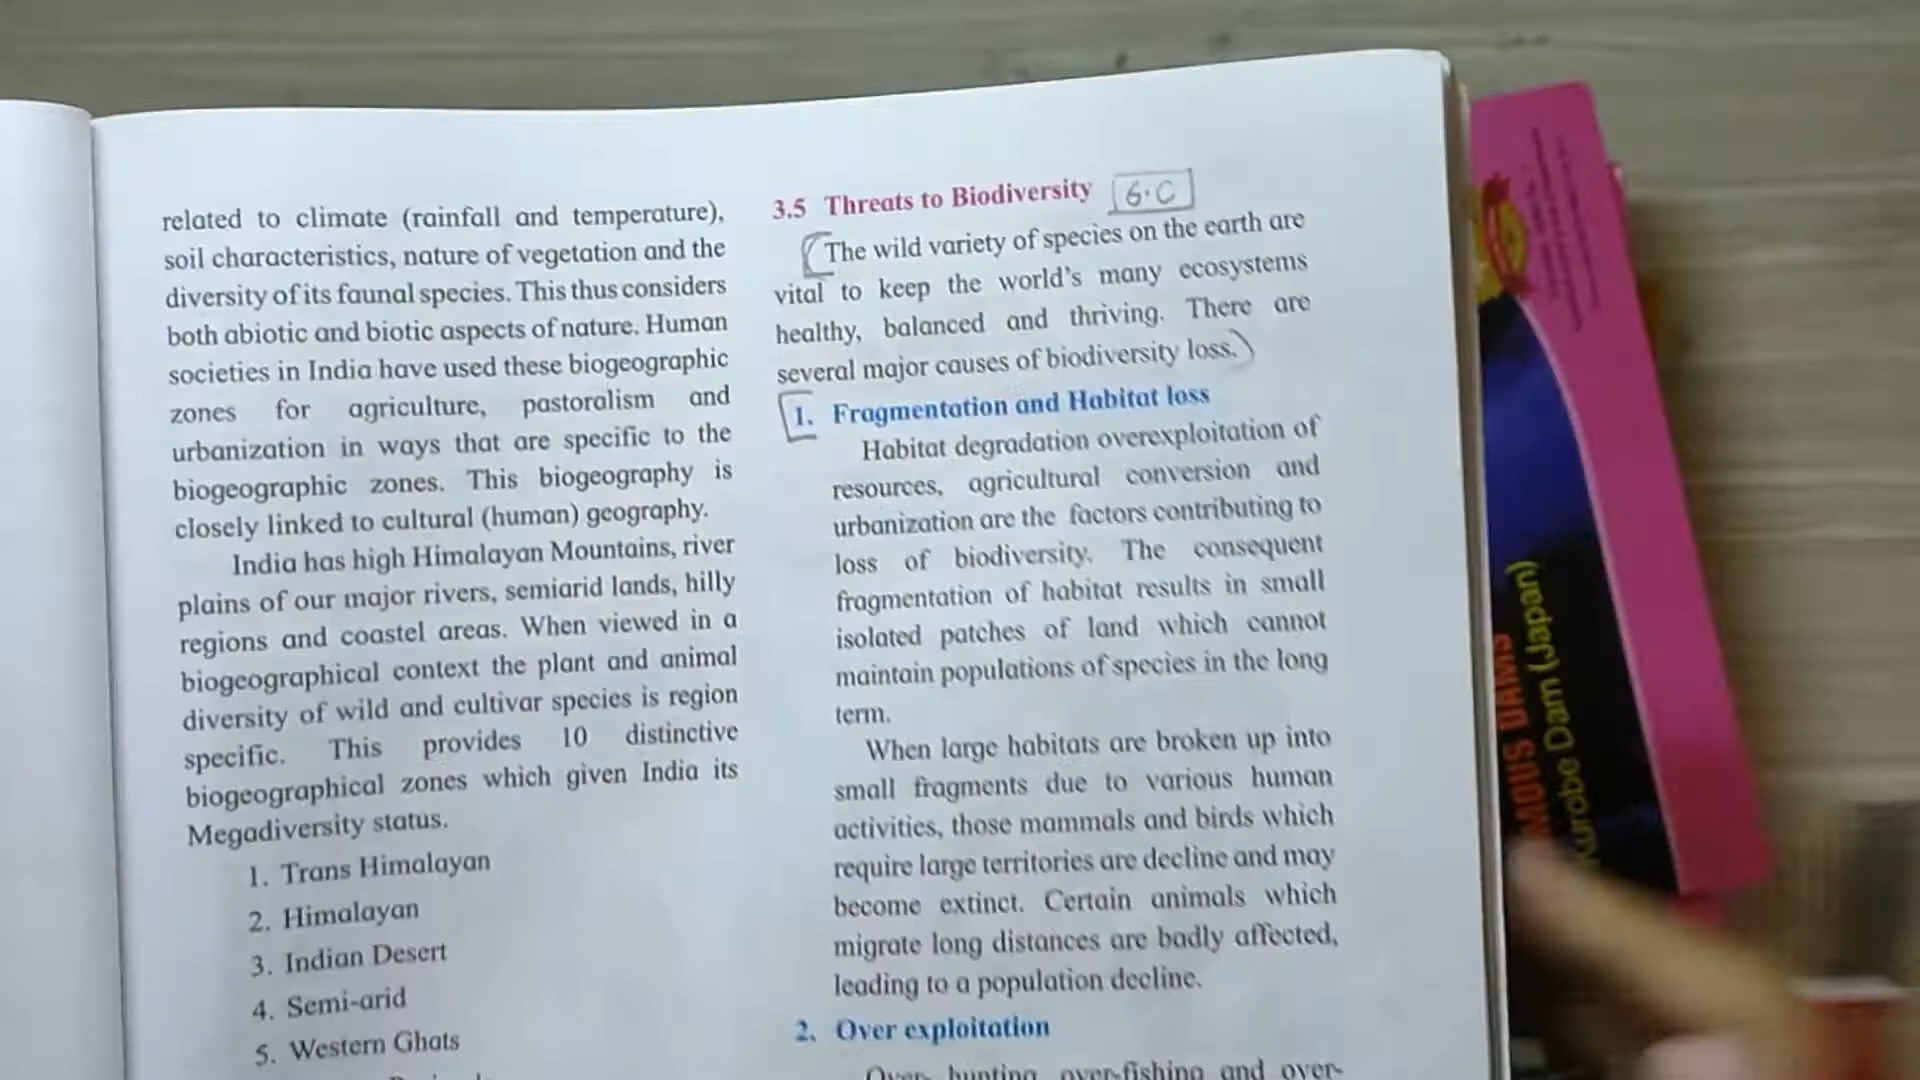 related to climate (rainfall and temperature),
soil characteristics, nature of vegetation and the
diversity of its faunal species. This thus considers
both abiotic and biotic aspects of nature. Human
societies in India have used these biogeographic
zones for agriculture, pastoralism and
urbanization in ways that are specific to the
biogeographic zones. This biogeography is
closely linked to cultural (human) geography.
India has high Himalayan Mountains, river
plains of our major rivers, semiarid lands, hilly
regions and coastel areas. When viewed in a
biogeographical context the plant and animal
diversity of wild and cultivar species is region
specific. This provides 10 distinctive
biogeographical zones which given India its
Megadiversity status.
1. Trans Himalayan
2. Himalayan
3. Indian Desert
4. Semi-arid
5. Western Ghats
3.5 Threats to Biodiversity 6.C
The wild variety of species on the earth are
vital to keep the world's many ecosystems
healthy, balanced and thriving. There are
several major causes of biodiversity loss.
1. Fragmentation and Habitat loss
Habitat degradation overexploitation of
resources, agricultural conversion and
urbanization are the factors contributing to
loss of biodiversity. The consequent
fragmentation of habitat results in small
isolated patches of land which cannot
maintain populations of species in the long
term.
When large habitats are broken up into
small fragments due to various human
activities, those mammals and birds which
require large territories are decline and may
become extinct. Certain animals which
migrate long distances are badly affected,
leading to a population decline.
2. Over exploitation
Over- hunting, over-fishing and over-
MOUS DAMS
Kurobe Dam (Japan)